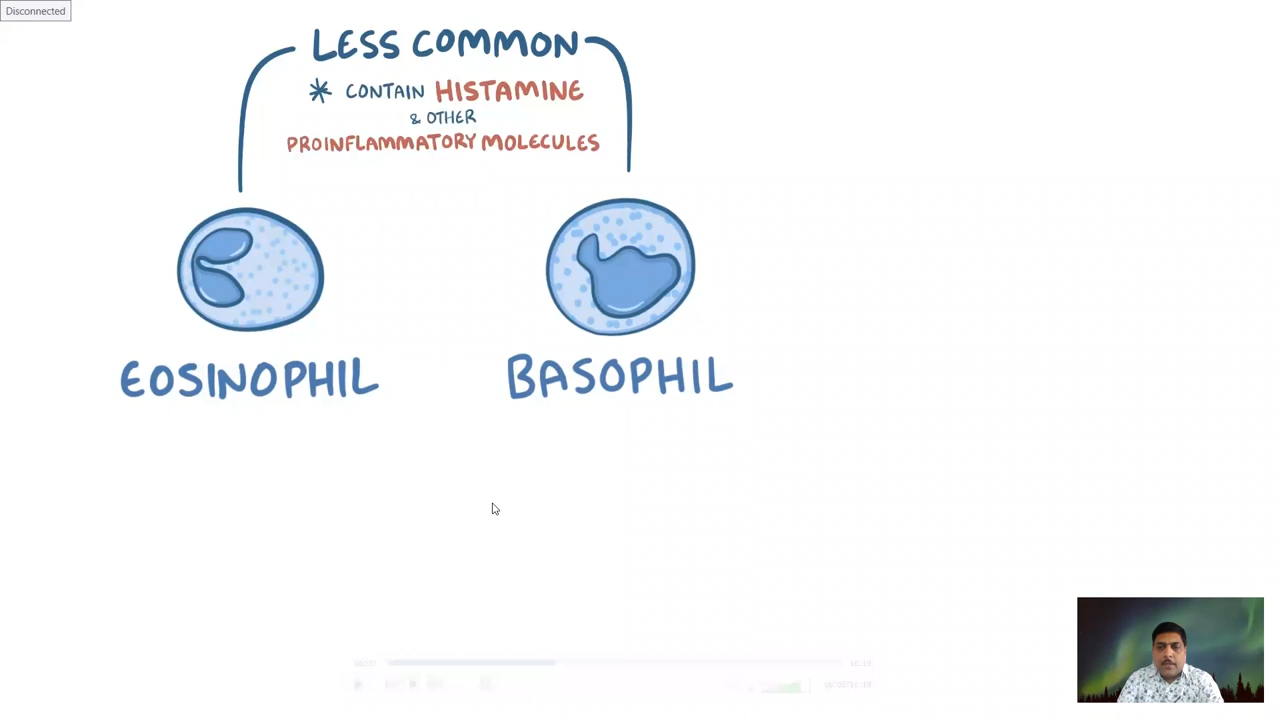 Disconnected
LESS COMMON
* CONTAIN HISTAMINE
& OTHER
PROINFLAMMATORY MOLECULES
EOSINOPHIL
BASOPHIL